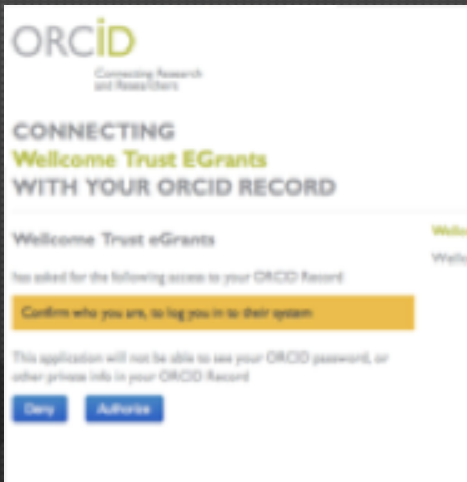 ORCiD
Connecting Research
and Researchers
CONNECTING
Wellcome Trust EGrants
WITH YOUR ORCID RECORD
Wellcome Trust eGrants
has asked for the following access to your ORCID Record
Confirm who you are, to log you in to their system
This application will not be able to see your ORCID password, or
other private info in your ORCID Record
Deny Authorize
Wello
Wellc